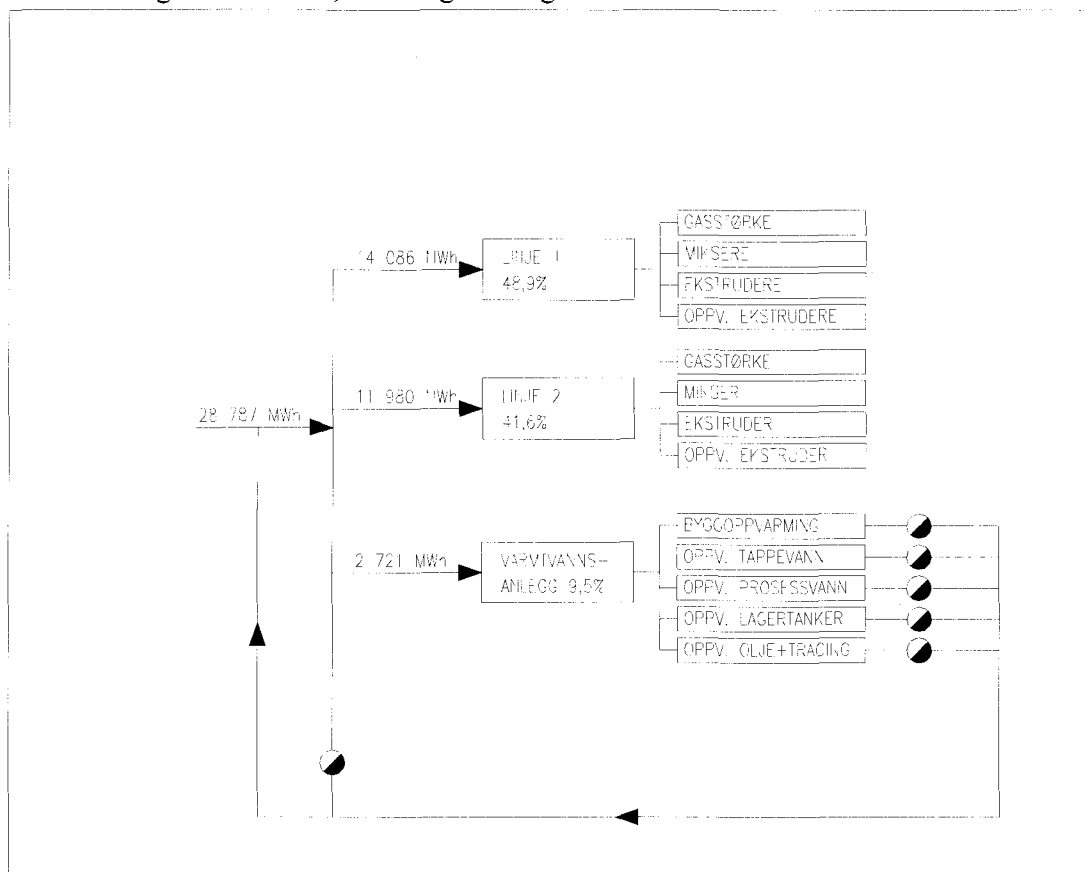 14 086 MWh
LINJE 1
48,9%
GASSTØRKE
MIKSERE
EKSTRUDERE
OPPV. EKSTRUDERE
28 787 MWh
11 980 MWh
LINJE 2
41,6%
GASSTØRKE
MIKSER
EKSTRUDER
OPPV. EKSTRUDER
2 721 MWh
VARMTVANNS-
ANLEGG 9,5%
BYGGOPPVARMING
OPPV. TAPPEVANN
OPPV. PROSESSVANN
OPPV. LAGERTANKER
OPPV. OLJE+TRACING